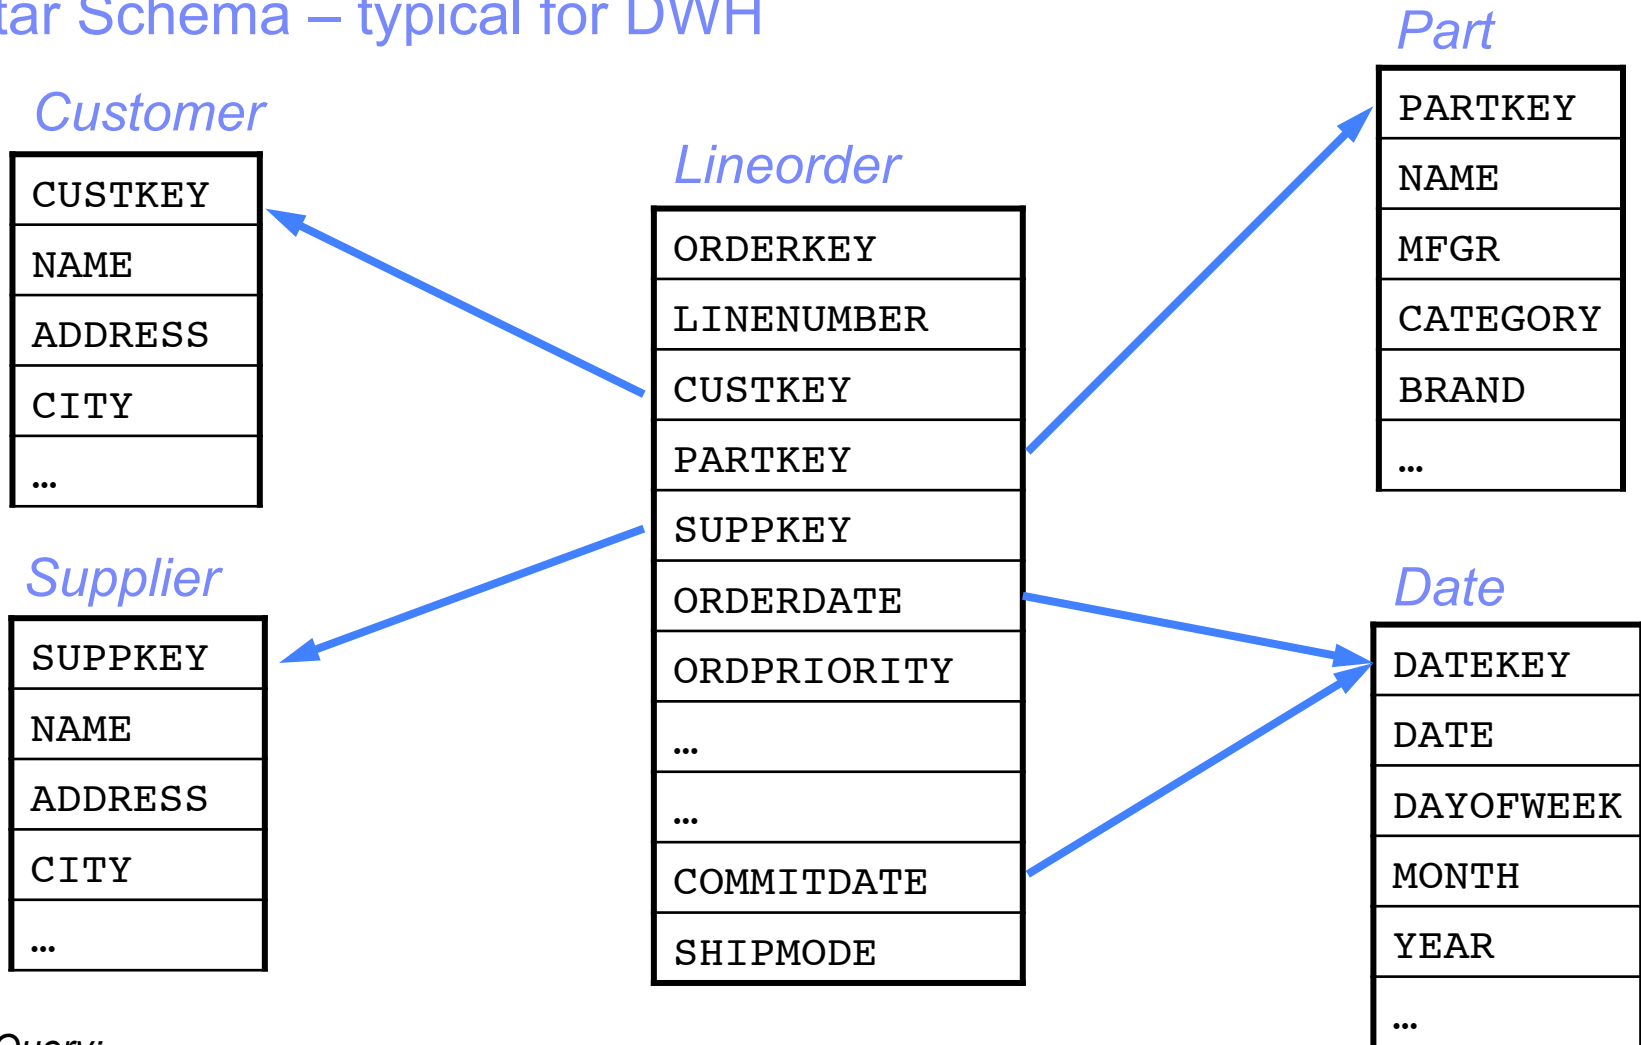 tar Schema – typical for DWH
Customer
CUSTKEY
NAME
ADDRESS
CITY
…
Supplier
SUPPKEY
NAME
ADDRESS
CITY
…
Lineorder
ORDERKEY
LINENUMBER
CUSTKEY
PARTKEY
SUPPKEY
ORDERDATE
ORDPRIORITY
…
…
COMMITDATE
SHIPMODE
Part
PARTKEY
NAME
MFGR
CATEGORY
BRAND
…
Date
DATEKEY
DATE
DAYOFWEEK
MONTH
YEAR
…
Query: